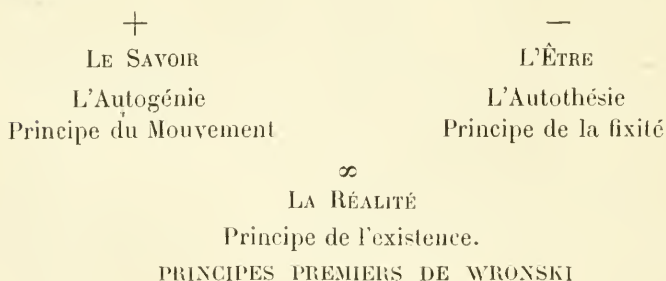 + −
LE SAVOIR L'ÊTRE
L'Autogénie L'Autothésie
Principe du Mouvement Principe de la fixité
∞
LA RÉALITÉ
Principe de l'existence.
PRINCIPES PREMIERS DE WRONSKI